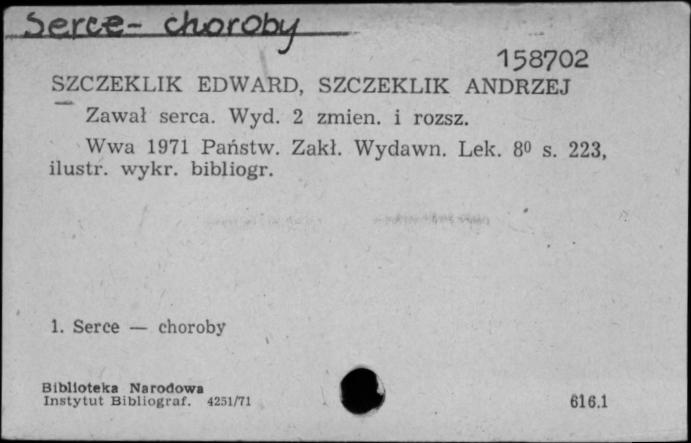 Serce- choroby
158702
SZCZEKLIK EDWARD, SZCZEKLIK ANDRZEJ
Zawał serca. Wyd. 2 zmien. i rozsz.
Wwa 1971 Państw. Zakł. Wydawn. Lek. 8⁰ s. 223,
ilustr. wykr. bibliogr.
1. Serce — choroby
Biblioteka Narodowa
Instytut Bibliograf. 4251/71
616.1